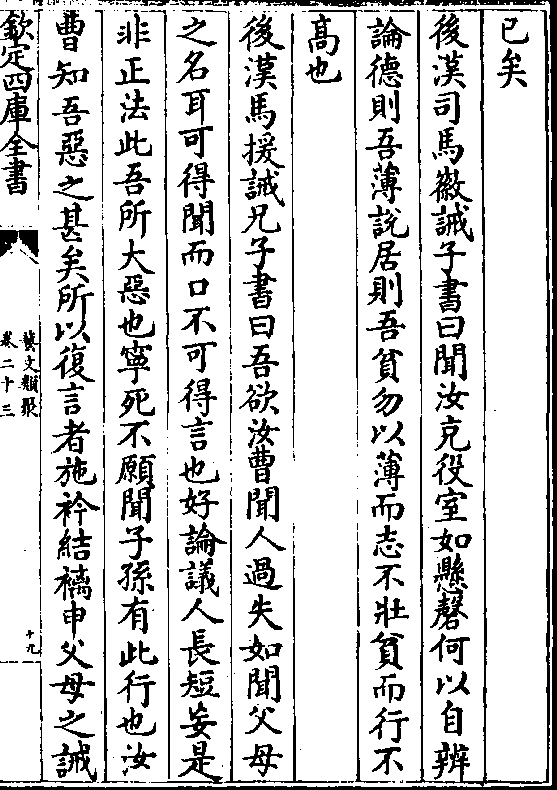 已矣
後漢司馬徽誡子書曰聞汝充役室如懸磬何以自辨
論德則吾薄說居則吾貧勿以薄而志不壯貧而行不
高也
後漢馬援誡兄子書曰吾欲汝曹聞人過失如聞父母
之名耳可得聞而口不可得言也好論議人長短妄是
非正法此吾所大惡也寧死不願聞子孫有此行也汝
曹知吾惡之甚矣所以復言者施衿結褵申父母之誡
欽定四庫全書
藝文類聚
卷二十三
十九